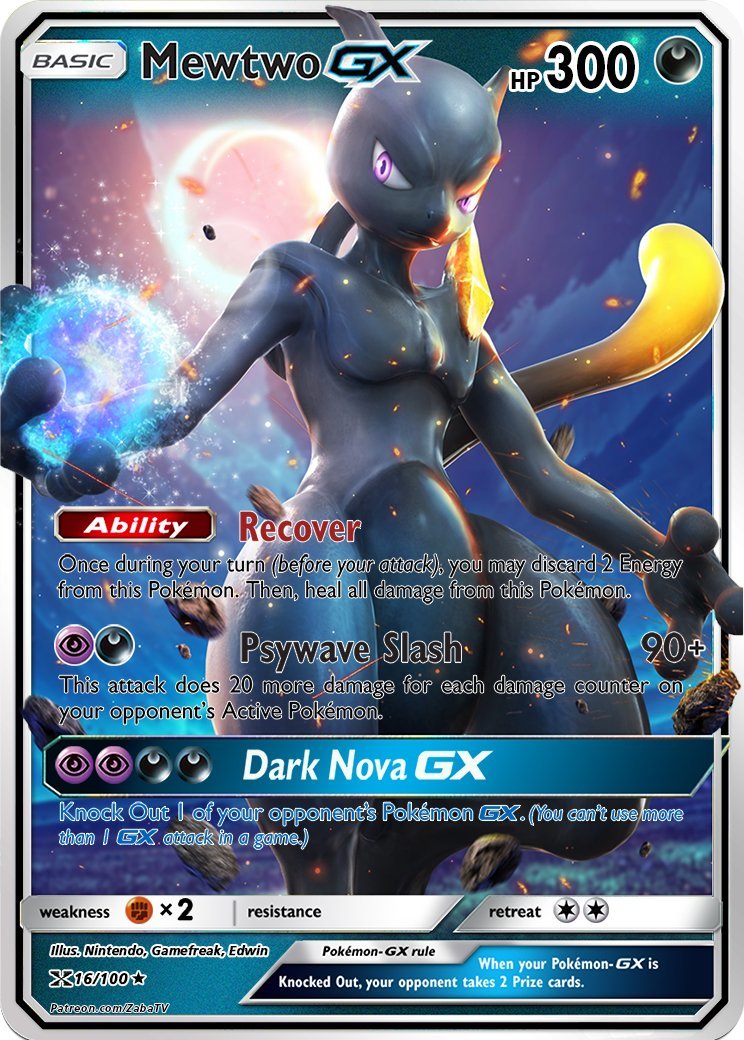 BASIC Mewtwo GX HP 300
Ability Recover
Once during your turn (before your attack), you may discard 2 Energy
from this Pokémon. Then, heal all damage from this Pokémon.
Psywave Slash 90+
This attack does 20 more damage for each damage counter on
your opponent's Active Pokémon.
Dark Nova GX
Knock Out 1 of your opponent's Pokémon GX. (You can't use more
than 1 GX attack in a game.)
weakness ×2 resistance retreat
Illus. Nintendo, Gamefreak, Edwin
16/100★
Patreon.com/ZabaTV
Pokémon-GX rule
When your Pokémon-GX is
Knocked Out, your opponent takes 2 Prize cards.